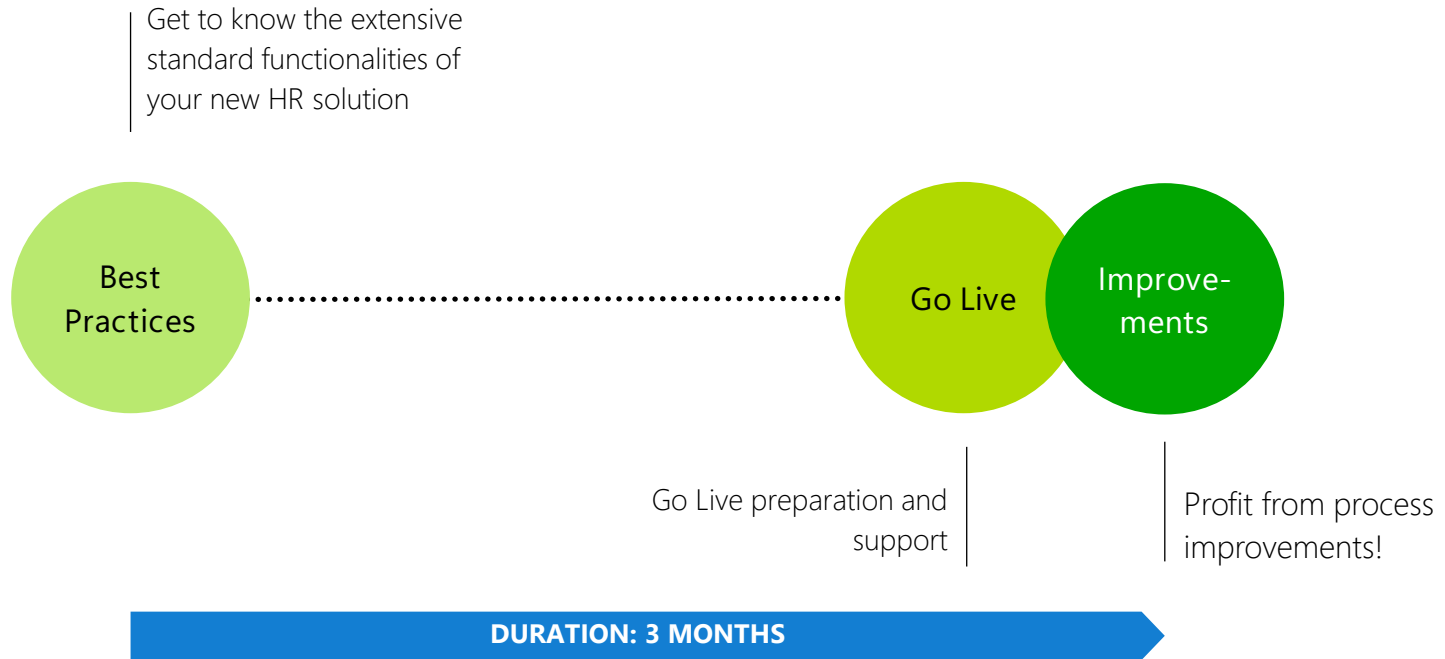 Get to know the extensive
standard functionalities of
your new HR solution
Best
Practices
Go Live
Improve-
ments
Go Live preparation and
support
Profit from process
improvements!
DURATION: 3 MONTHS